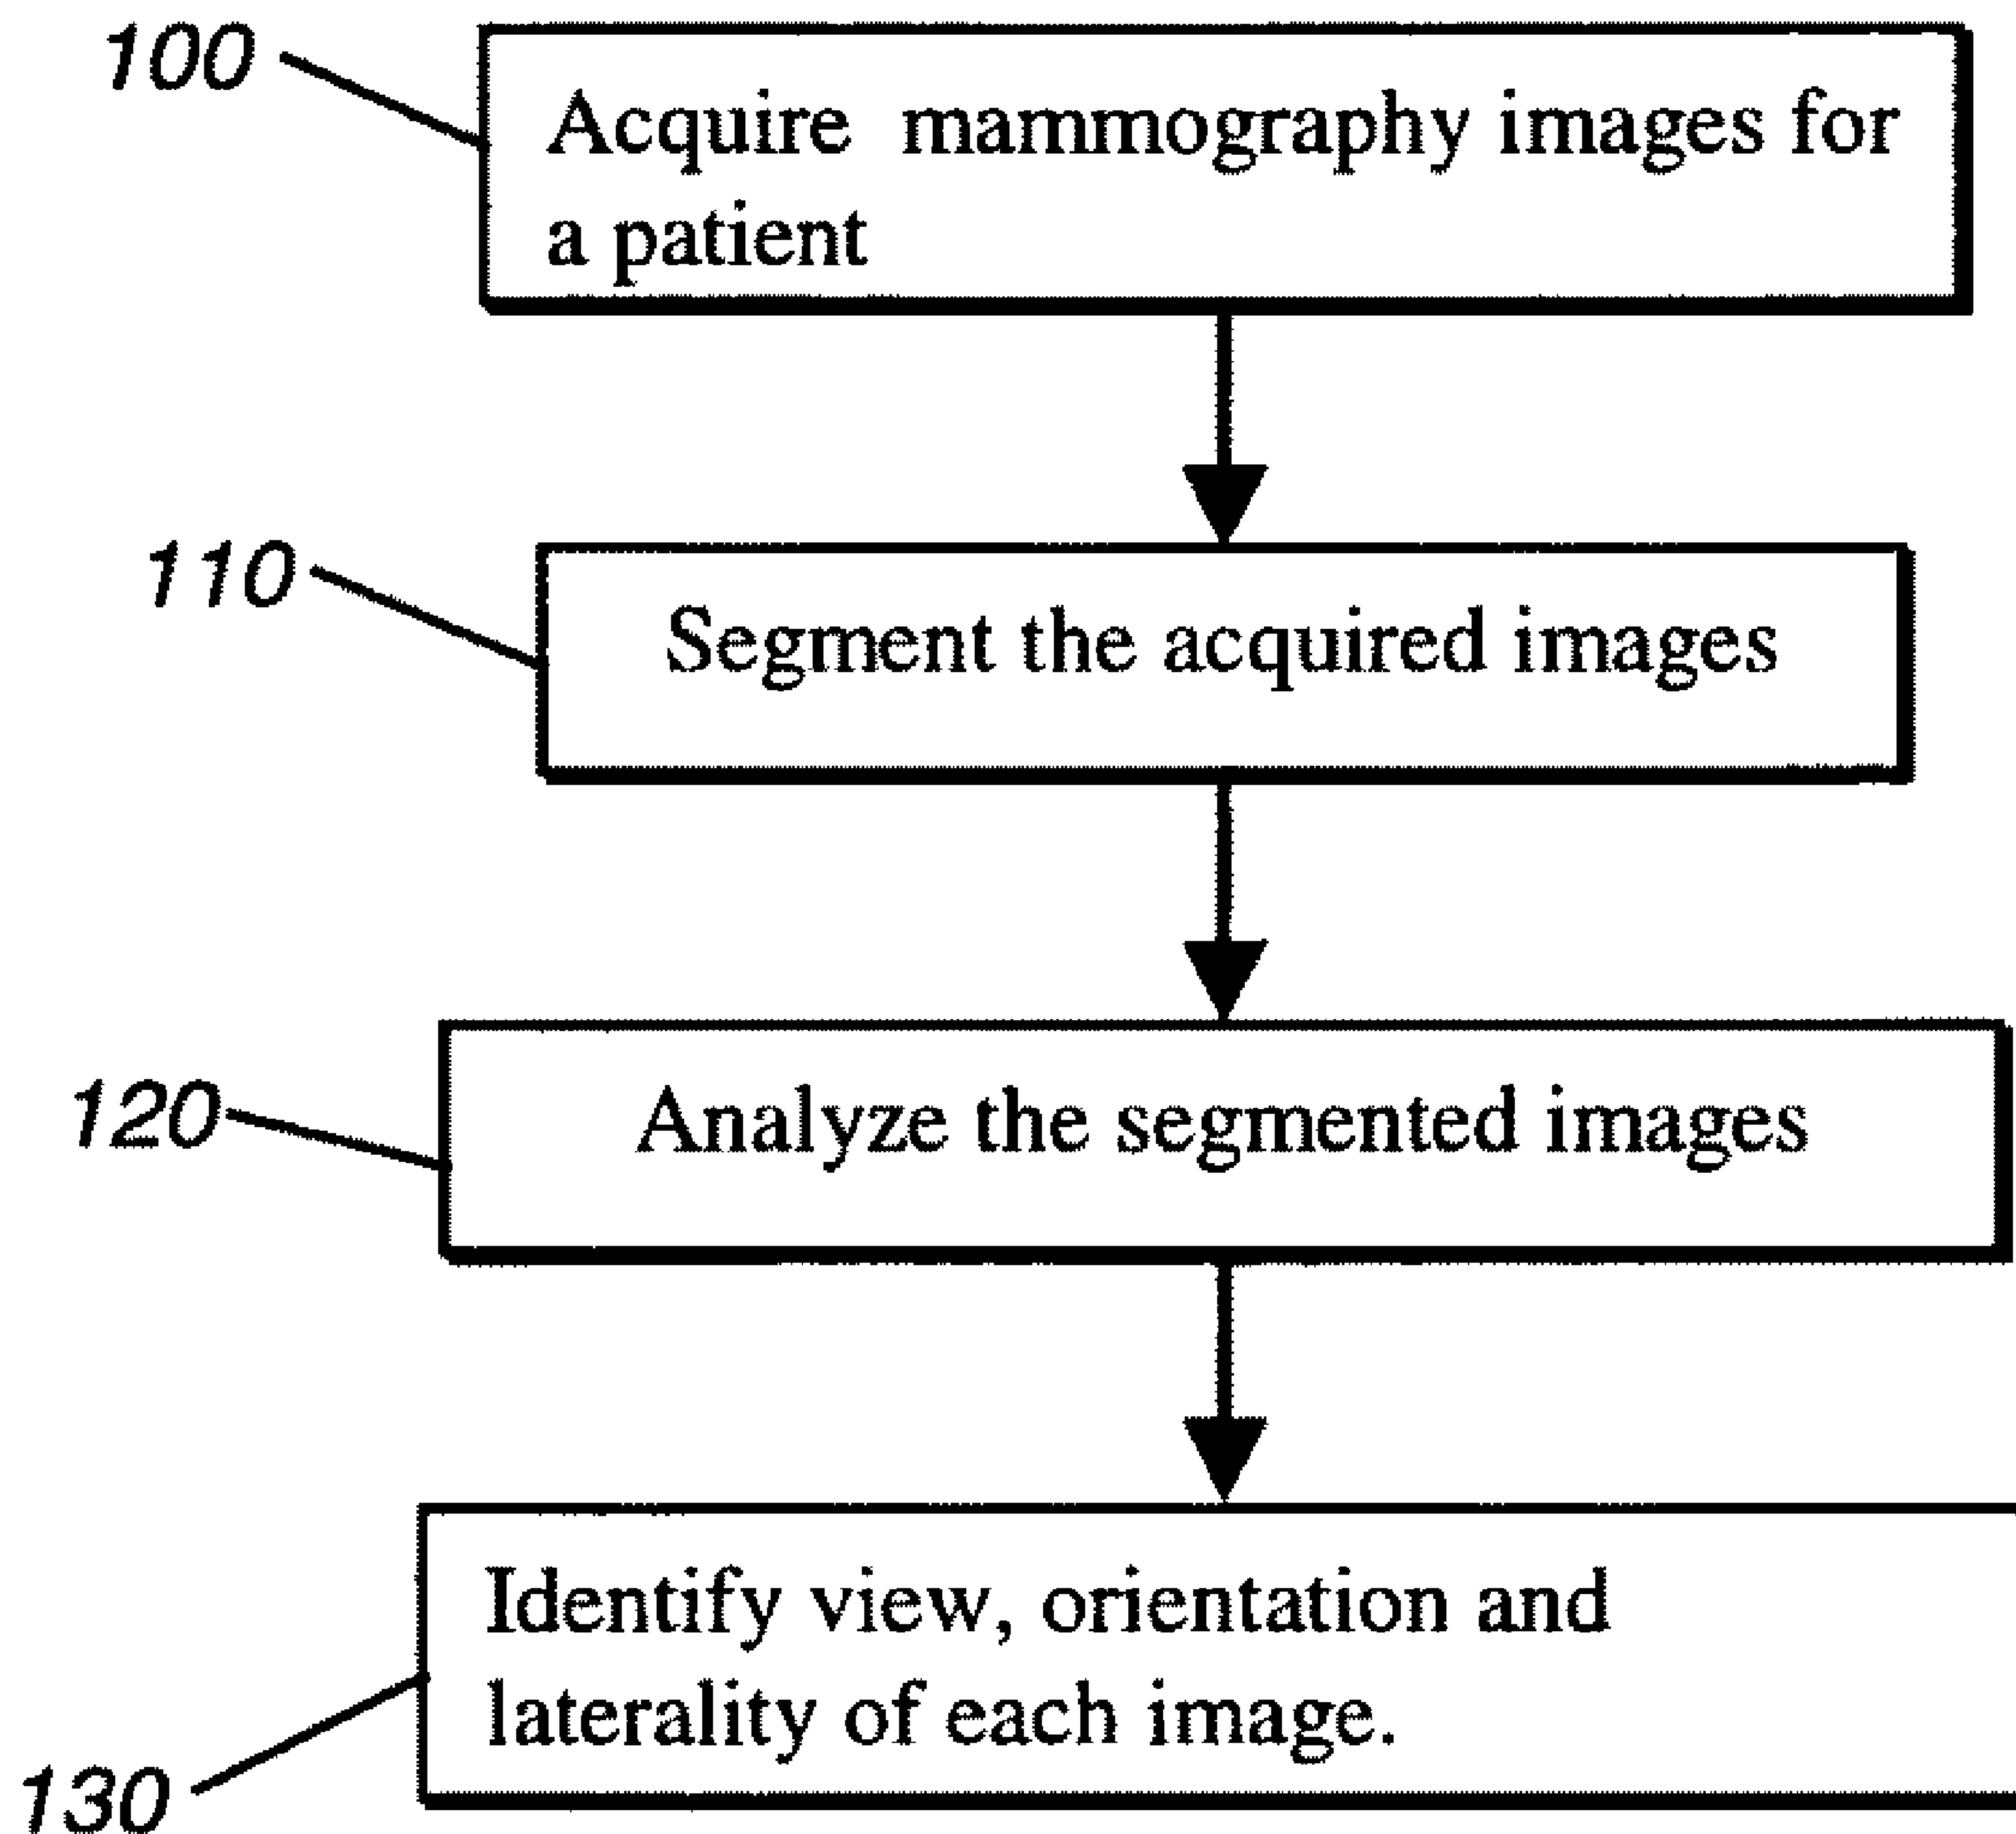 100
Acquire mammography images for
a patient
110
Segment the acquired images
120
Analyze the segmented images
Identify view, orientation and
laterality of each image.
130